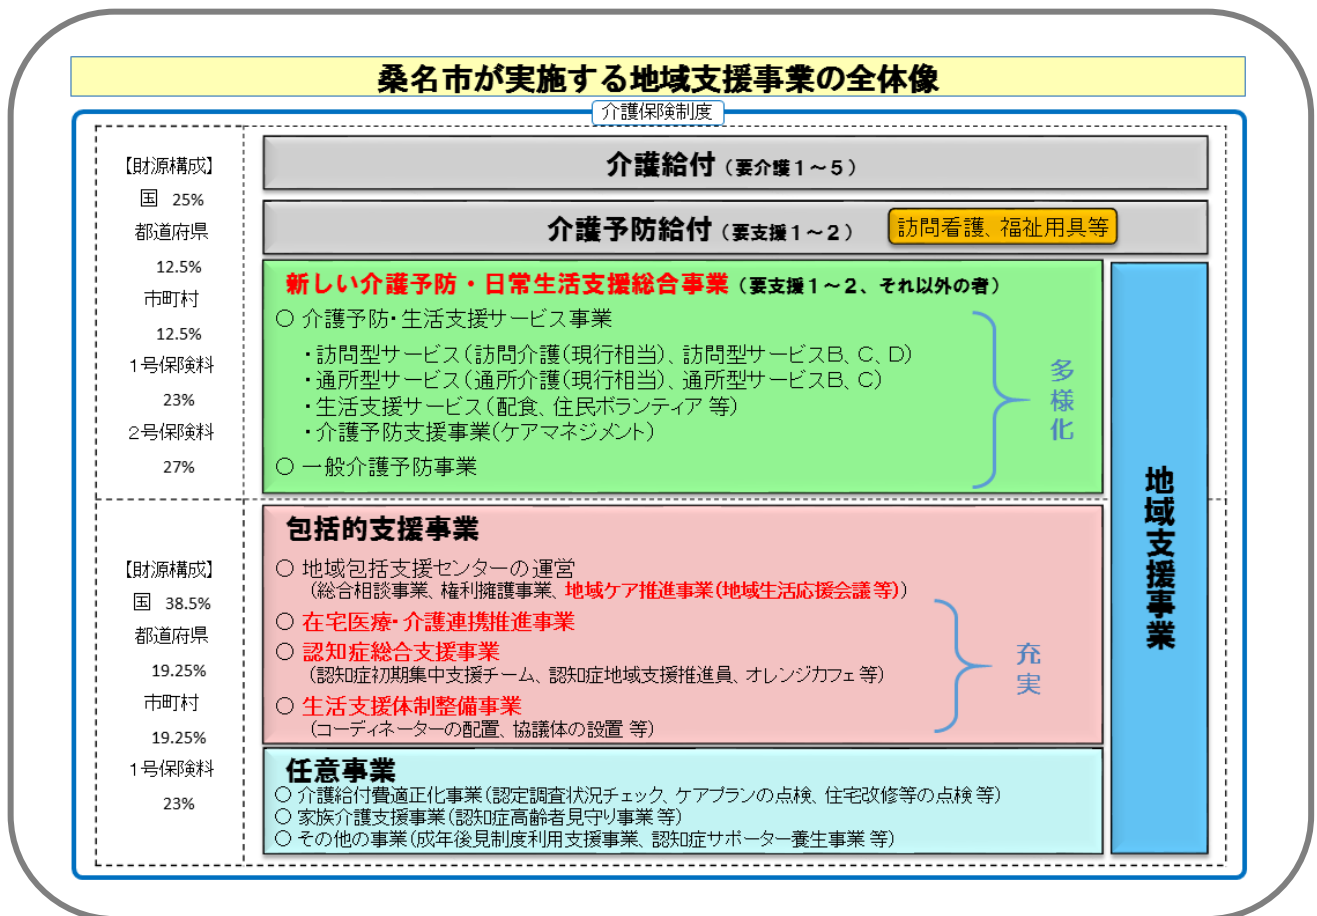 桑名市が実施する地域支援事業の全体像
介護保険制度
【財源構成】
国 25%
都道府県
12.5%
市町村
12.5%
1号保険料
23%
2号保険料
27%
介護給付(要介護1~5)
介護予防給付(要支援1~2)
訪問看護、福祉用具等
新しい介護予防・日常生活支援総合事業(要支援1~2、それ以外の者)
○ 介護予防・生活支援サービス事業
・訪問型サービス(訪問介護(現行相当)、訪問型サービスB、C、D)
・通所型サービス(通所介護(現行相当)、通所型サービスB、C)
・生活支援サービス(配食、住民ボランティア 等)
・介護予防支援事業(ケアマネジメント)
○ 一般介護予防事業
多様化
【財源構成】
国 38.5%
都道府県
19.25%
市町村
19.25%
1号保険料
23%
包括的支援事業
○ 地域包括支援センターの運営
(総合相談事業、権利擁護事業、地域ケア推進事業(地域生活応援会議 等))
○ 在宅医療・介護連携推進事業
○ 認知症総合支援事業
(認知症初期集中支援チーム、認知症地域支援推進員、オレンジカフェ 等)
○ 生活支援体制整備事業
(コーディネーターの配置、協議体の設置 等)
充実
任意事業
○ 介護給付費適正化事業(認定調査状況チェック、ケアプランの点検、住宅改修等の点検 等)
○ 家族介護支援事業(認知症高齢者見守り事業 等)
○ その他の事業(成年後見制度利用支援事業、認知症サポーター養生事業 等)
地域支援事業